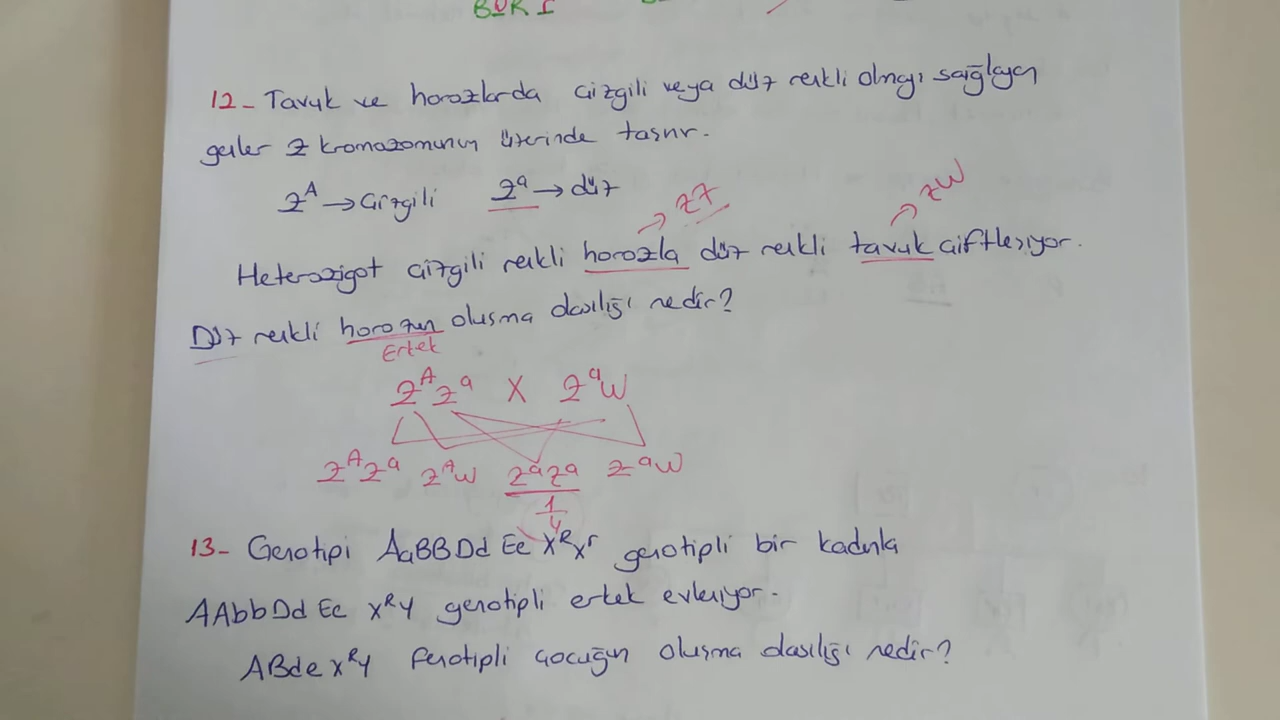 BURI
12- Tavuk ve horozlarda çizgili veya düz renkli olmayı sağlayan
genler Z kromozomunun üzerinde taşınır.
Z^A → çizgili Z^a → düz
→ ZZ
→ ZW
Heterozigot çizgili renkli horozla düz renkli tavuk çiftleşiyor.
Düz renkli horozun oluşma olasılığı nedir?
Erkek
Z^A Z^a X Z^a W
Z^A Z^a Z^A W Z^a Z^a Z^a W
1/4
13- Genotipi AaBBDdEe X^R X^r genotipli bir kadınla
AAbbDdEe X^R Y genotipli erkek evleniyor.
ABde X^R Y fenotipli çocuğun oluşma olasılığı nedir?